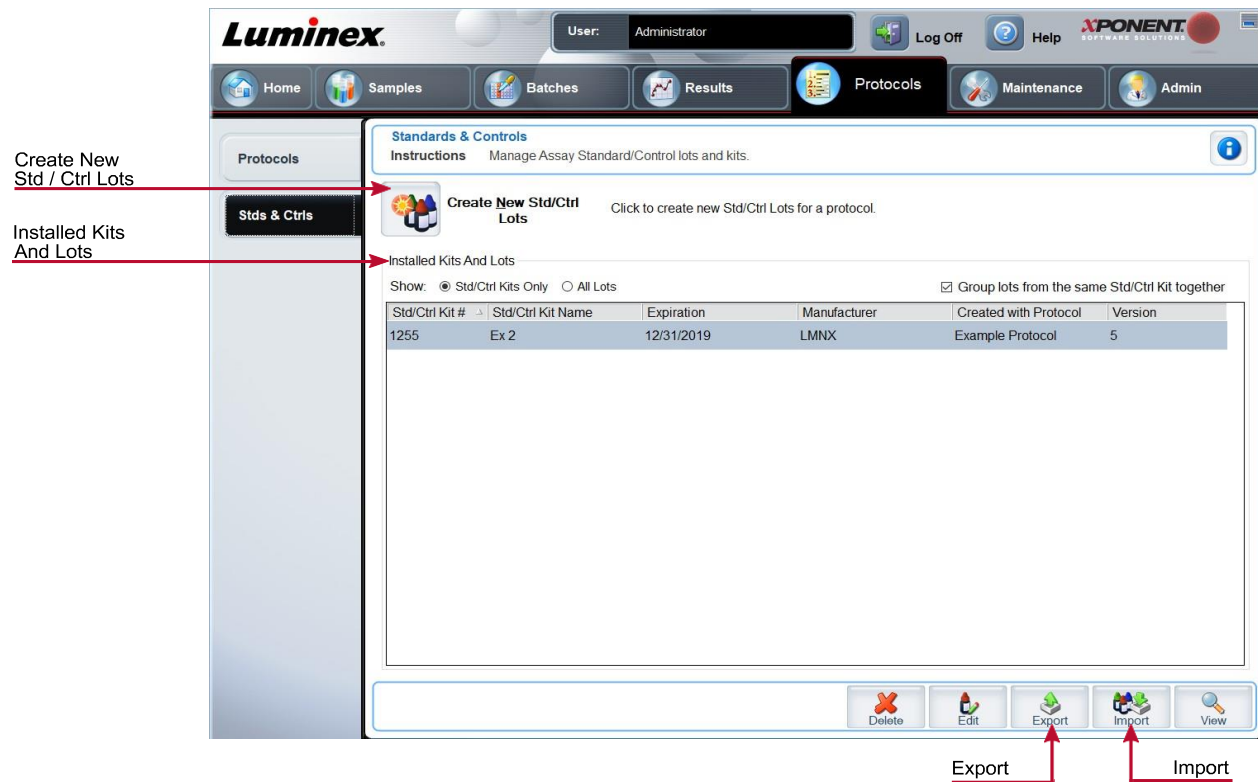 Luminex.
User:
Administrator
Log Off
Help
XPONENT.
SOFTWARE SOLUTIONS
Home
Samples
Batches
Results
Protocols
Maintenance
Admin
Protocols
Stds & Ctrls
Create New
Std / Ctrl Lots
Installed Kits
And Lots
Standards & Controls
Instructions Manage Assay Standard/Control lots and kits.
Create New Std/Ctrl
Lots
Click to create new Std/Ctrl Lots for a protocol.
Installed Kits And Lots
Show: Std/Ctrl Kits Only All Lots
Group lots from the same Std/Ctrl Kit together
Std/Ctrl Kit # Std/Ctrl Kit Name Expiration Manufacturer Created with Protocol Version
1255 Ex 2 12/31/2019 LMNX Example Protocol 5
Delete
Edit
Export
Import
View
Export
Import